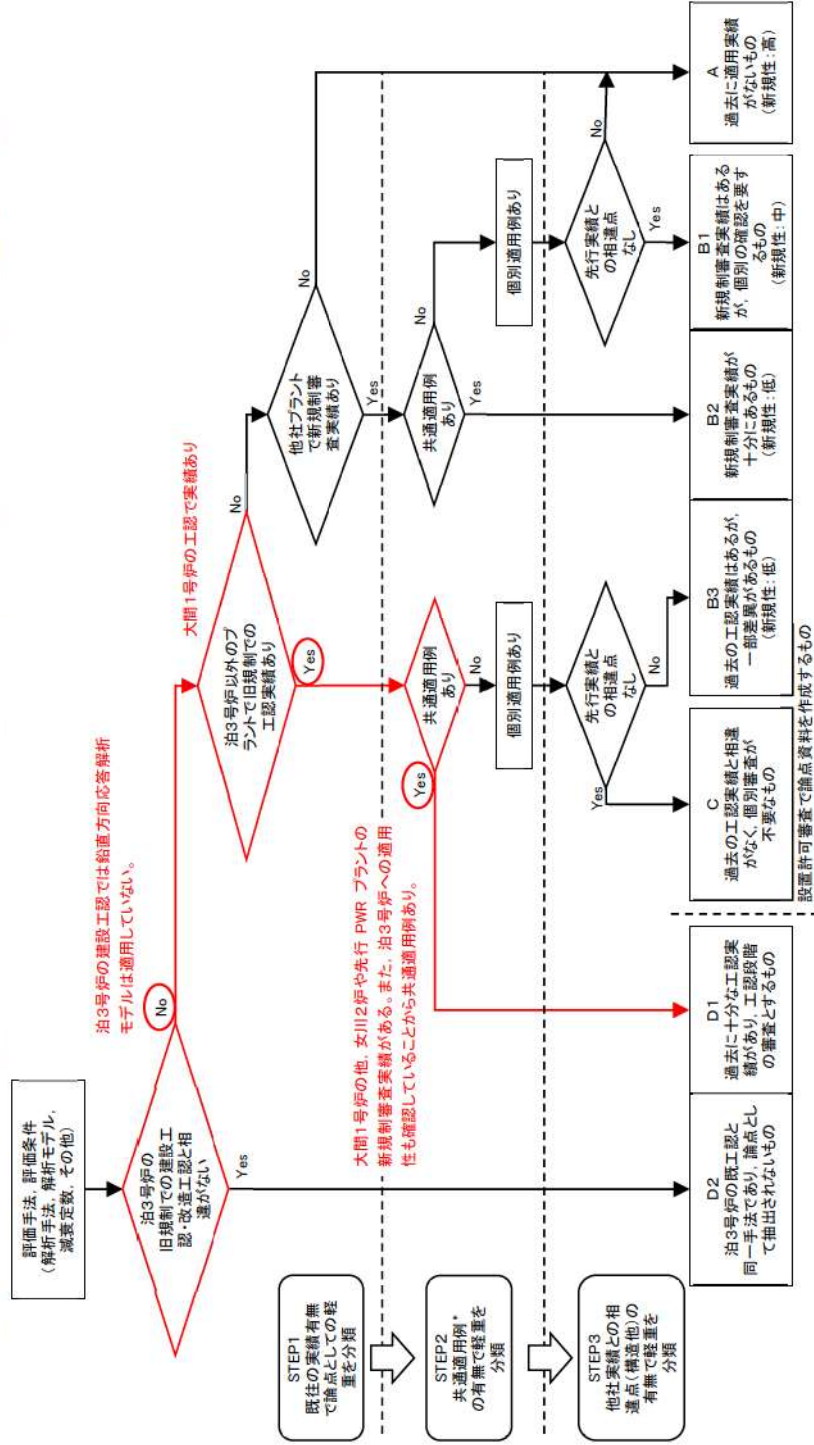 評価手法，評価条件
（解析手法，解析モデル，
減衰定数，その他）
泊3号炉の
旧規制での建設工
認・改造工認と相
違がない
No
Yes
泊3号炉の建設工認では鉛直方向応答解析
モデルは適用していない。
泊3号炉以外のプ
ラントで旧規制での
工認実績あり
No
Yes
大間1号炉の工認で実績あり
他社プラント
で新規制審
査実績あり
No
Yes
STEP1
既往の実績有無
で論点としての軽
重を分類
STEP2
共通適用例*
の有無で軽重を
分類
STEP3
他社実績との相
違点（構造他）の
有無で軽重を
分類
大間1号炉の他，女川2炉や先行 PWR プラントの
新規制審査実績がある。また，泊3号炉への適用
性も確認していることから共通適用例あり。
共通適用例
あり
Yes
No
個別適用例あり
先行実績と
の相違点
なし
Yes
No
共通適用例
あり
No
Yes
個別適用例あり
先行実績と
の相違点
なし
No
Yes
D2
泊3号炉の既工認と
同一手法であり，論点とし
て抽出されないもの
D1
過去に十分な工認実
績があり，工認段階
の審査とするもの
C
過去の工認実績と相違
がなく，個別審査が
不要なもの
B3
過去の工認実績はあるが，
一部差異があるもの
（新規性：低）
B2
新規制審査実績が
十分にあるもの
（新規性：低）
B1
新規制審査実績はある
が，個別の確認を要す
るもの
（新規性：中）
A
過去に適用実績
がないもの
（新規性：高）
設置許可審査で論点資料を作成するもの